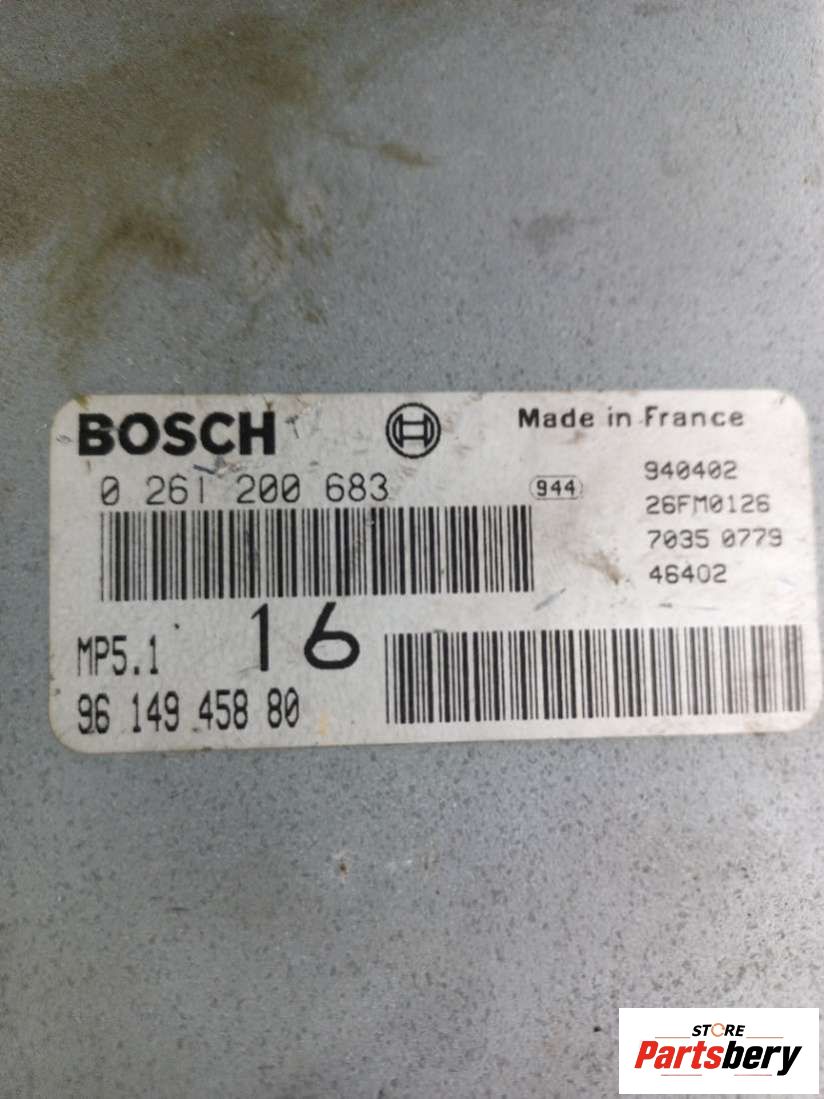 BOSCH
Made in France
0 261 200 683
944
940402
26FM0126
7035 0779
46402
MP5.1
16
96 149 458 80
STORE
Partsbery